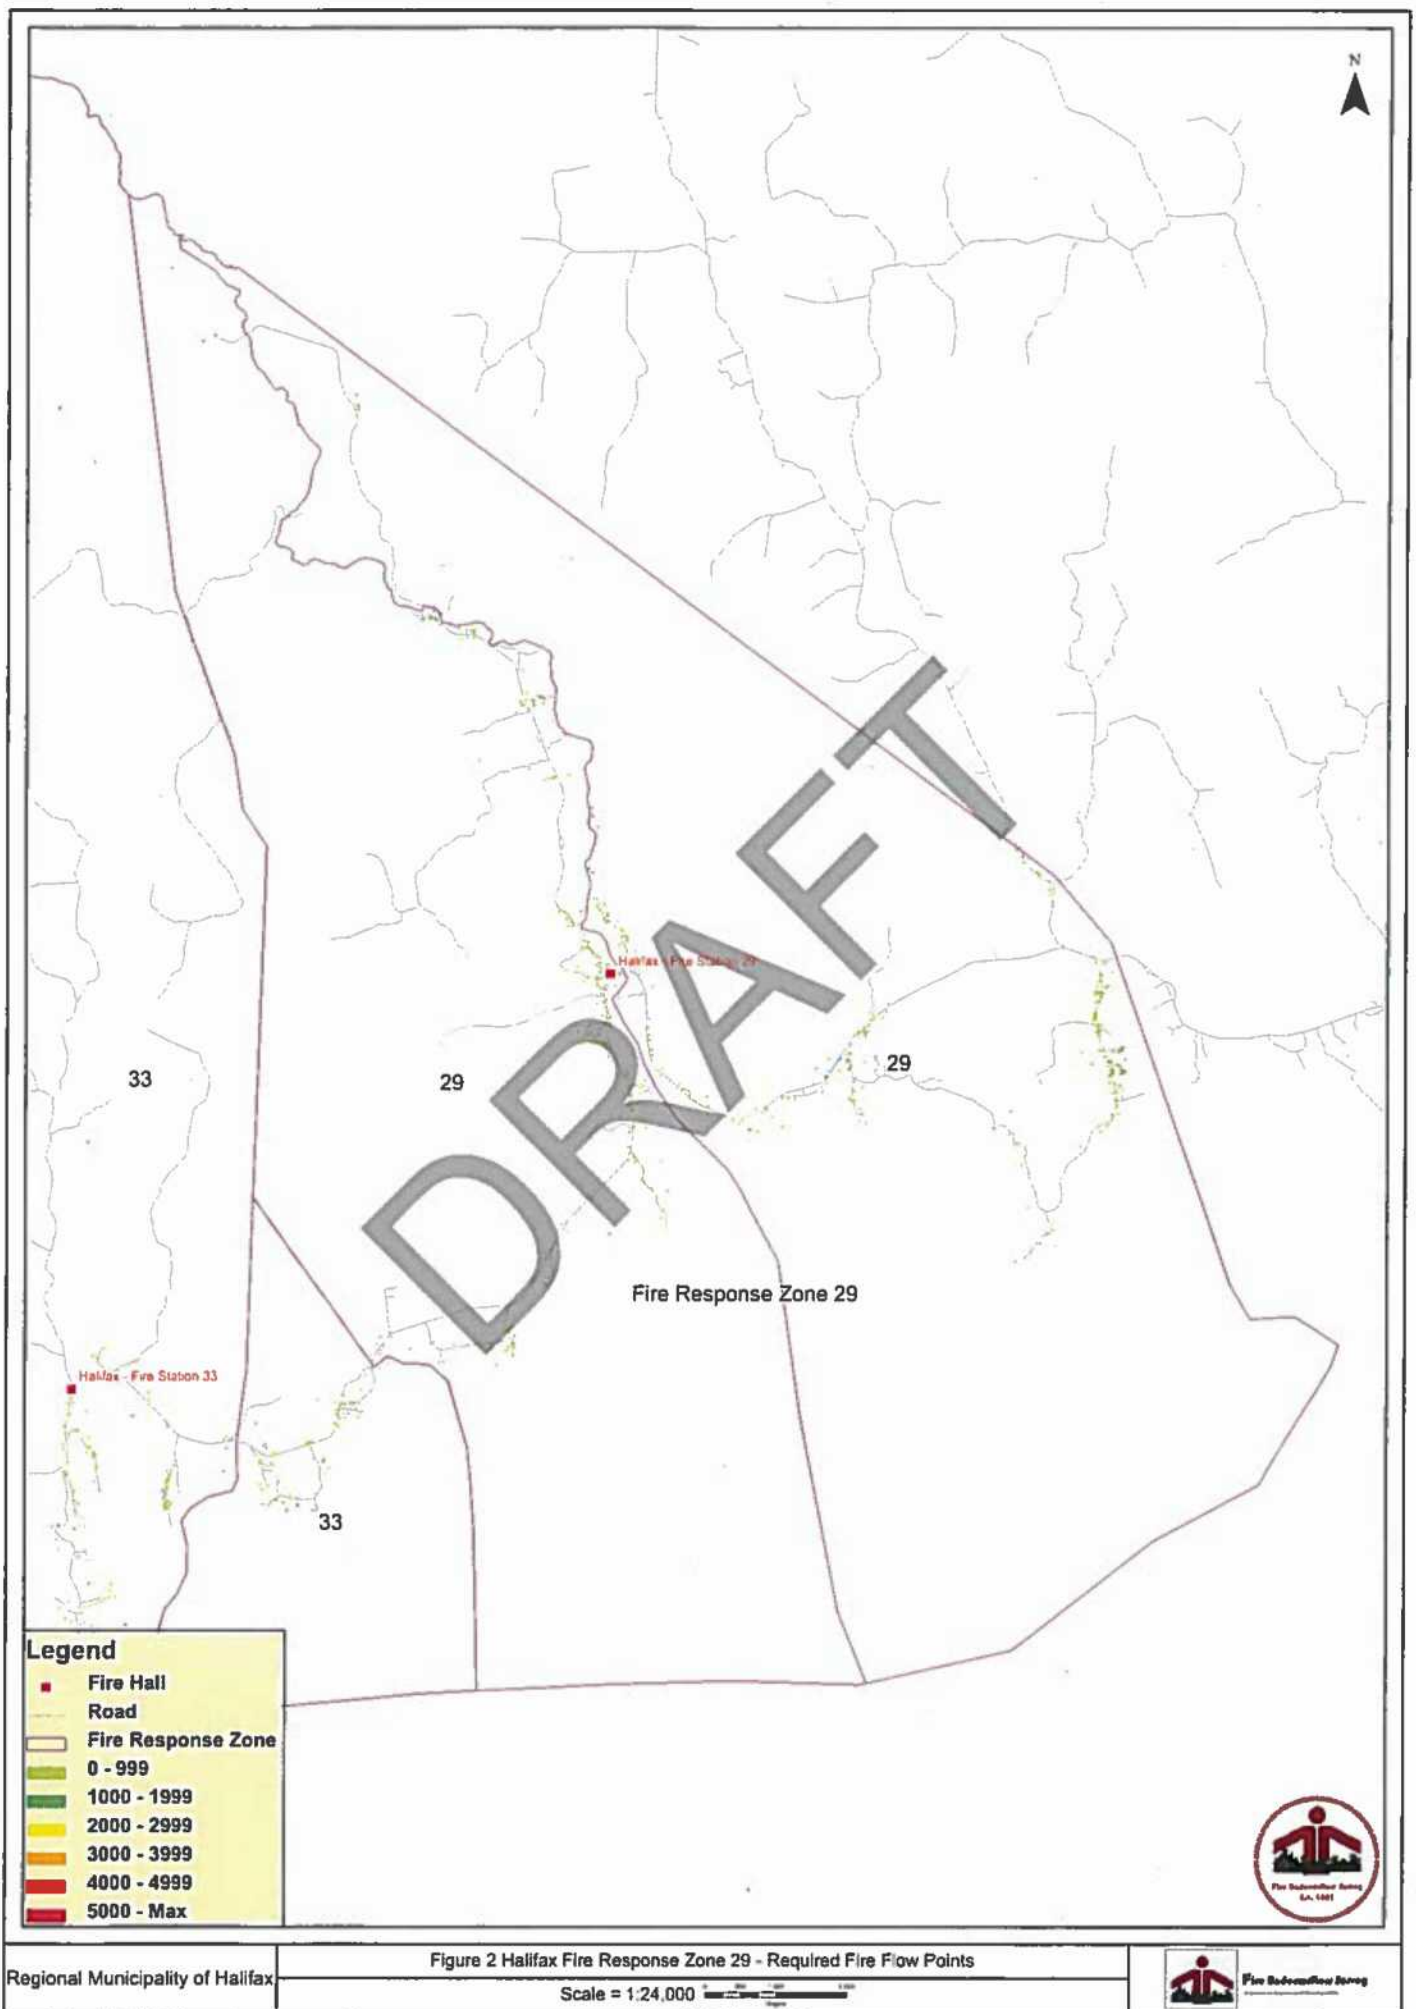 N
Halifax - Fire Station 29
DRAFT
33
29
29
Fire Response Zone 29
Halifax - Fire Station 33
33
Legend
Fire Hall
Road
Fire Response Zone
0 - 999
1000 - 1999
2000 - 2999
3000 - 3999
4000 - 4999
5000 - Max
Regional Municipality of Halifax
Figure 2 Halifax Fire Response Zone 29 - Required Fire Flow Points
Scale = 1:24,000